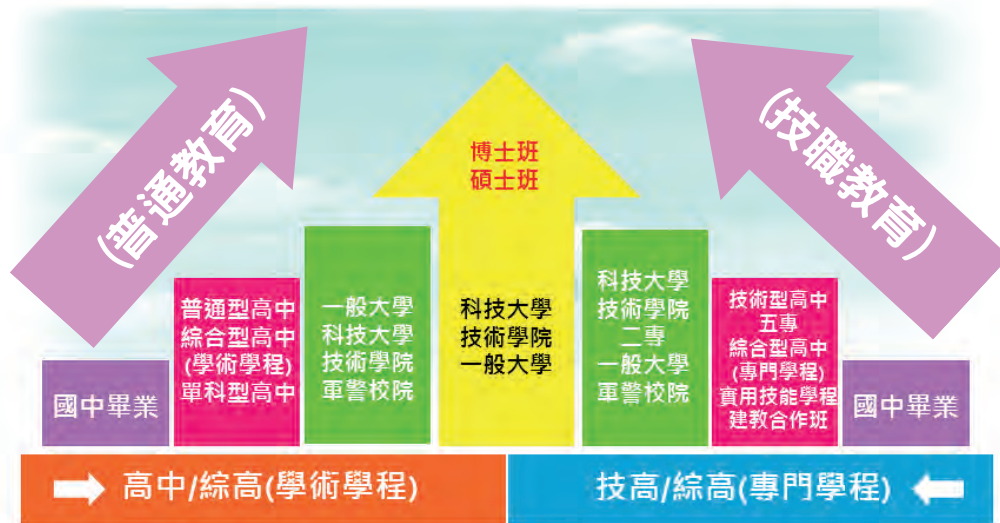 (普通教育)
(技職教育)
博士班
碩士班
國中畢業
普通型高中
綜合型高中
(學術學程)
單科型高中
一般大學
科技大學
技術學院
軍警校院
科技大學
技術學院
一般大學
科技大學
技術學院
二專
一般大學
軍警校院
技術型高中
五專
綜合型高中
(專門學程)
實用技能學程
建教合作班
國中畢業
高中/綜高(學術學程)
技高/綜高(專門學程)